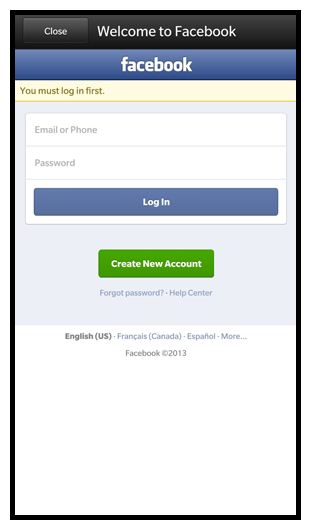 Close Welcome to Facebook
facebook
You must log in first.
Email or Phone
Password
Log In
Create New Account
Forgot password? · Help Center
English (US) · Français (Canada) · Español · More...
Facebook ©2013